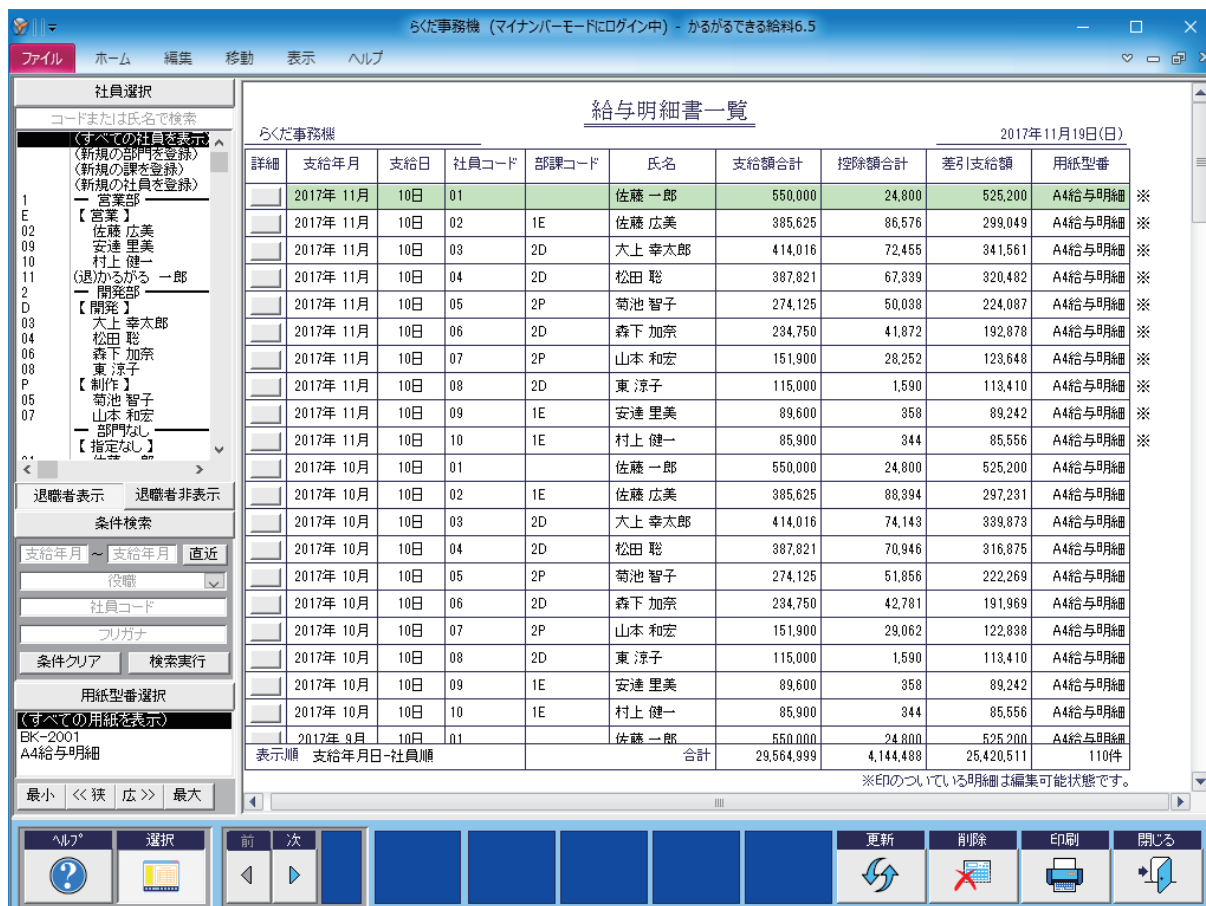 らくだ事務機 (マイナンバーモードにログイン中) - かるがるできる給料6.5
ファイル ホーム 編集 移動 表示 ヘルプ
社員選択
コードまたは氏名で検索
(すべての社員を表示)
(新規の部門を登録)
(新規の課を登録)
(新規の社員を登録)
1 ― 営業部 ―
E 【 営業 】
02 佐藤 広美
09 安達 里美
10 村上 健一
11 (退)かるがる 一郎
2 ― 開発部 ―
D 【 開発 】
03 大上 幸太郎
04 松田 聡
06 森下 加奈
08 東 涼子
P 【 制作 】
05 菊池 智子
07 山本 和宏
― 部門なし ―
【 指定なし 】
退職者表示 退職者非表示
条件検索
支給年月 ~ 支給年月 直近
役職
社員コード
フリガナ
条件クリア 検索実行
用紙型番選択
(すべての用紙を表示)
BK-2001
A4給与明細
最小 <<狭 広>> 最大
給与明細書一覧
らくだ事務機 2017年11月19日(日)
詳細 支給年月 支給日 社員コード 部課コード 氏名 支給額合計 控除額合計 差引支給額 用紙型番
2017年 11月 10日 01 佐藤 一郎 550,000 24,800 525,200 A4給与明細 ※
2017年 11月 10日 02 1E 佐藤 広美 385,625 86,576 299,049 A4給与明細 ※
2017年 11月 10日 03 2D 大上 幸太郎 414,016 72,455 341,561 A4給与明細 ※
2017年 11月 10日 04 2D 松田 聡 387,821 67,339 320,482 A4給与明細 ※
2017年 11月 10日 05 2P 菊池 智子 274,125 50,038 224,087 A4給与明細 ※
2017年 11月 10日 06 2D 森下 加奈 234,750 41,872 192,878 A4給与明細 ※
2017年 11月 10日 07 2P 山本 和宏 151,900 28,252 123,648 A4給与明細 ※
2017年 11月 10日 08 2D 東 涼子 115,000 1,590 113,410 A4給与明細 ※
2017年 11月 10日 09 1E 安達 里美 89,600 358 89,242 A4給与明細 ※
2017年 11月 10日 10 1E 村上 健一 85,900 344 85,556 A4給与明細 ※
2017年 10月 10日 01 佐藤 一郎 550,000 24,800 525,200 A4給与明細
2017年 10月 10日 02 1E 佐藤 広美 385,625 88,394 297,231 A4給与明細
2017年 10月 10日 03 2D 大上 幸太郎 414,016 74,143 339,873 A4給与明細
2017年 10月 10日 04 2D 松田 聡 387,821 70,946 316,875 A4給与明細
2017年 10月 10日 05 2P 菊池 智子 274,125 51,856 222,269 A4給与明細
2017年 10月 10日 06 2D 森下 加奈 234,750 42,781 191,969 A4給与明細
2017年 10月 10日 07 2P 山本 和宏 151,900 29,062 122,838 A4給与明細
2017年 10月 10日 08 2D 東 涼子 115,000 1,590 113,410 A4給与明細
2017年 10月 10日 09 1E 安達 里美 89,600 358 89,242 A4給与明細
2017年 10月 10日 10 1E 村上 健一 85,900 344 85,556 A4給与明細
2017年 9月 10日 01 佐藤 一郎 550,000 24,800 525,200 A4給与明細
表示順 支給年月日-社員順 合計 29,564,999 4,144,488 25,420,511 110件
※印のついている明細は編集可能状態です。
ヘルプ 選択 前 次 更新 削除 印刷 閉じる